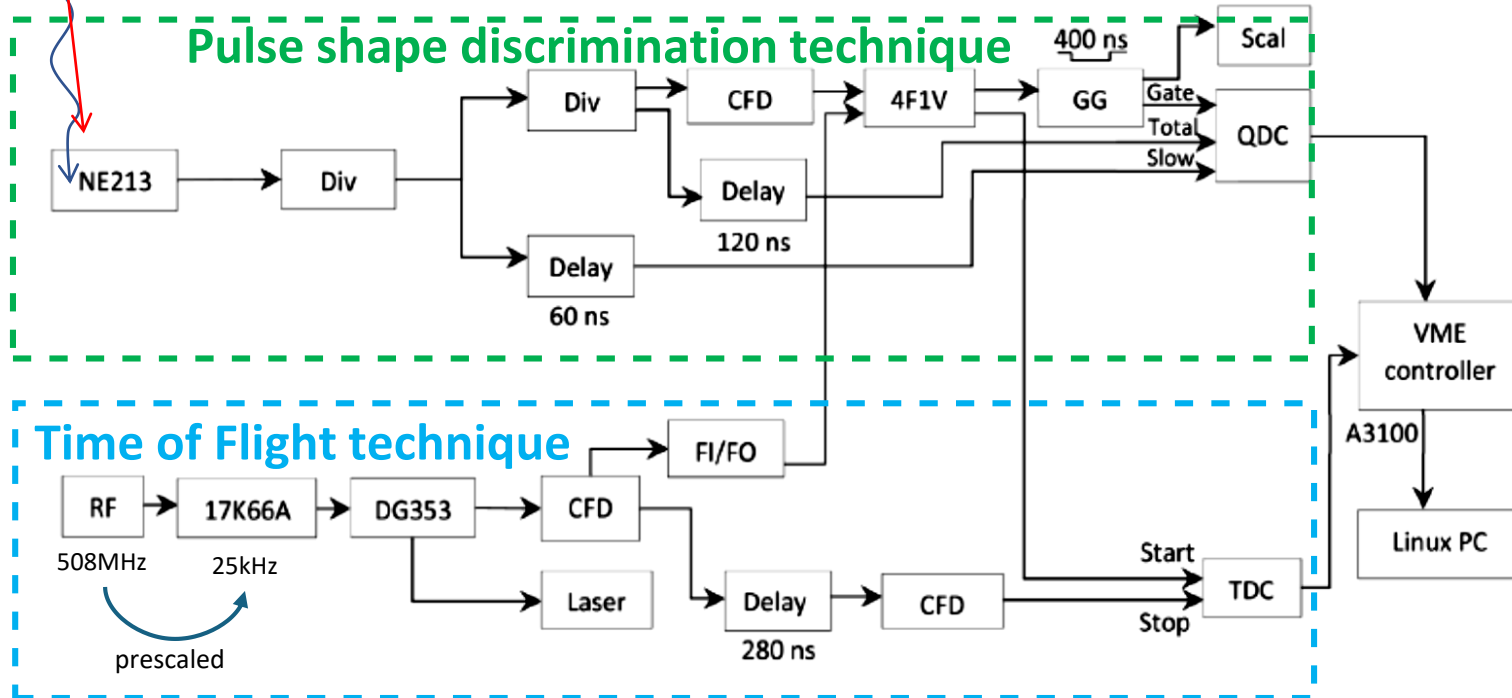 Pulse shape discrimination technique
400 ns
Scal
Div
CFD
4F1V
GG
Gate
Total
Slow
QDC
NE213
Div
Delay
120 ns
Delay
60 ns
VME
controller
A3100
Linux PC
Time of Flight technique
FI/FO
RF
17K66A
DG353
CFD
508MHz
25kHz
prescaled
Laser
Delay
280 ns
CFD
Start
Stop
TDC